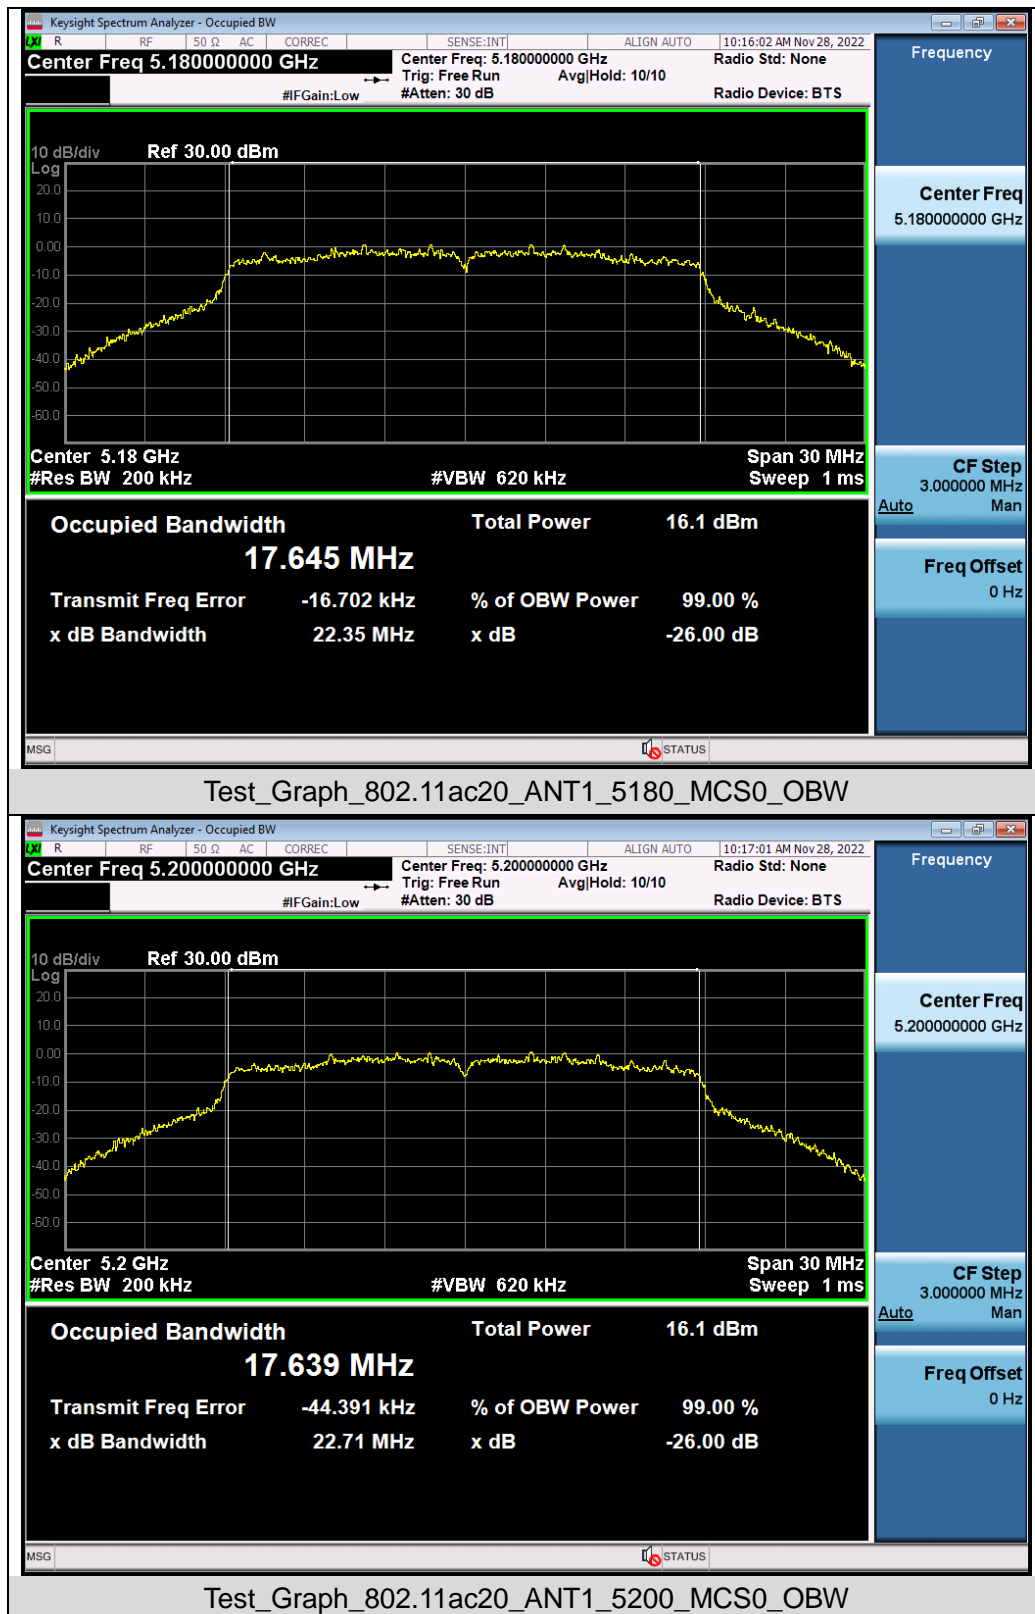 Keysight Spectrum Analyzer - Occupied BW
LXI R RF 50 Ω AC CORREC SENSE:INT ALIGN AUTO 10:16:02 AM Nov 28, 2022
Center Freq 5.180000000 GHz
Center Freq: 5.180000000 GHz
Radio Std: None
Trig: Free Run Avg|Hold: 10/10
#IFGain:Low
#Atten: 30 dB
Radio Device: BTS
Frequency
10 dB/div Ref 30.00 dBm
Log
20.0
10.0
0.00
-10.0
-20.0
-30.0
-40.0
-50.0
-60.0
Center 5.18 GHz Span 30 MHz
#Res BW 200 kHz #VBW 620 kHz Sweep 1 ms
Center Freq
5.180000000 GHz
CF Step
3.000000 MHz
Auto Man
Freq Offset
0 Hz
Occupied Bandwidth Total Power 16.1 dBm
17.645 MHz
Transmit Freq Error -16.702 kHz % of OBW Power 99.00 %
x dB Bandwidth 22.35 MHz x dB -26.00 dB
MSG STATUS
Test_Graph_802.11ac20_ANT1_5180_MCS0_OBW
Keysight Spectrum Analyzer - Occupied BW
LXI R RF 50 Ω AC CORREC SENSE:INT ALIGN AUTO 10:17:01 AM Nov 28, 2022
Center Freq 5.200000000 GHz
Center Freq: 5.200000000 GHz
Radio Std: None
Trig: Free Run Avg|Hold: 10/10
#IFGain:Low
#Atten: 30 dB
Radio Device: BTS
Frequency
10 dB/div Ref 30.00 dBm
Log
20.0
10.0
0.00
-10.0
-20.0
-30.0
-40.0
-50.0
-60.0
Center 5.2 GHz Span 30 MHz
#Res BW 200 kHz #VBW 620 kHz Sweep 1 ms
Center Freq
5.200000000 GHz
CF Step
3.000000 MHz
Auto Man
Freq Offset
0 Hz
Occupied Bandwidth Total Power 16.1 dBm
17.639 MHz
Transmit Freq Error -44.391 kHz % of OBW Power 99.00 %
x dB Bandwidth 22.71 MHz x dB -26.00 dB
MSG STATUS
Test_Graph_802.11ac20_ANT1_5200_MCS0_OBW